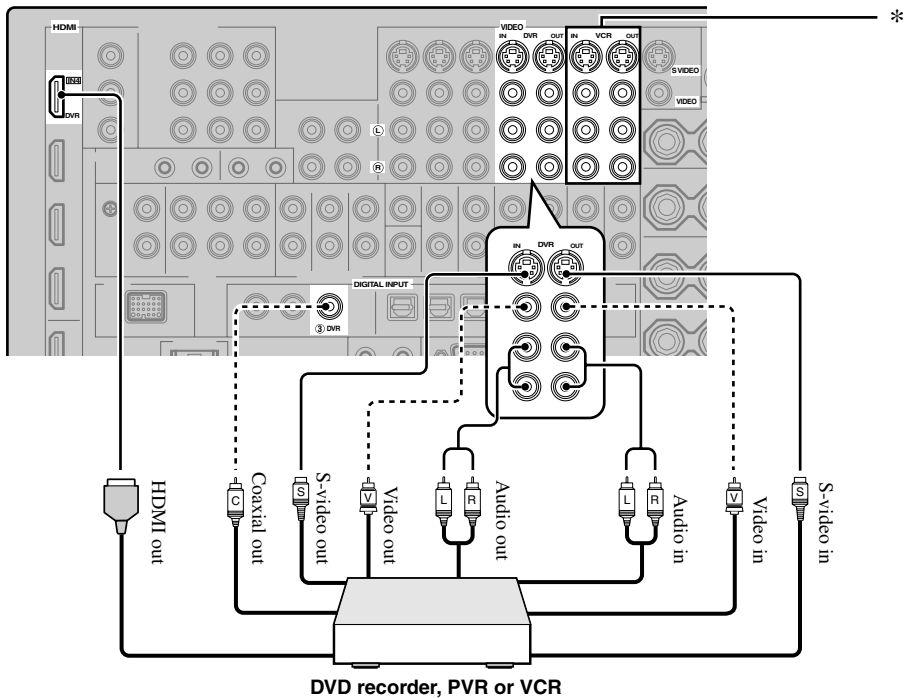 *
HDMI
VIDEO
IN DVR OUT
IN VCR OUT
S VIDEO
VIDEO
IN4
DVR
L
R
IN DVR OUT
DIGITAL INPUT
③ DVR
C
S
V
L
R
L
R
V
S
HDMI out
Coaxial out
S-video out
Video out
Audio out
Audio in
Video in
S-video in
DVD recorder, PVR or VCR